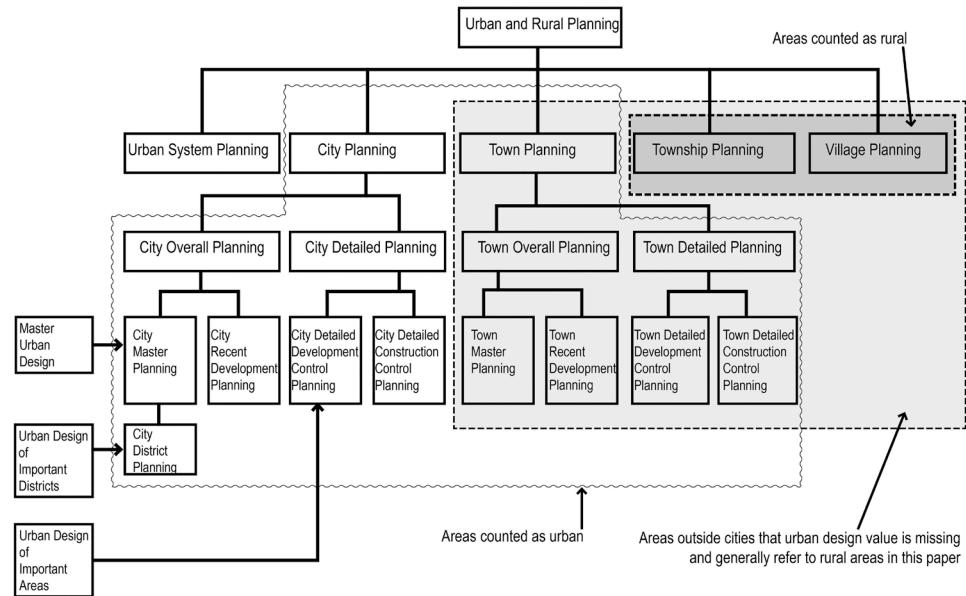 Urban and Rural Planning
Areas counted as rural
Urban System Planning
City Planning
Town Planning
Township Planning
Village Planning
City Overall Planning
City Detailed Planning
Town Overall Planning
Town Detailed Planning
Master
Urban
Design
City
Master
Planning
City
Recent
Development
Planning
City Detailed
Development
Control
Planning
City Detailed
Construction
Control
Planning
Town
Master
Planning
Town
Recent
Development
Planning
Town Detailed
Development
Control
Planning
Town Detailed
Construction
Control
Planning
Urban Design
of
Important
Districts
City
District
Planning
Urban Design
of
Important
Areas
Areas counted as urban
Areas outside cities that urban design value is missing
and generally refer to rural areas in this paper